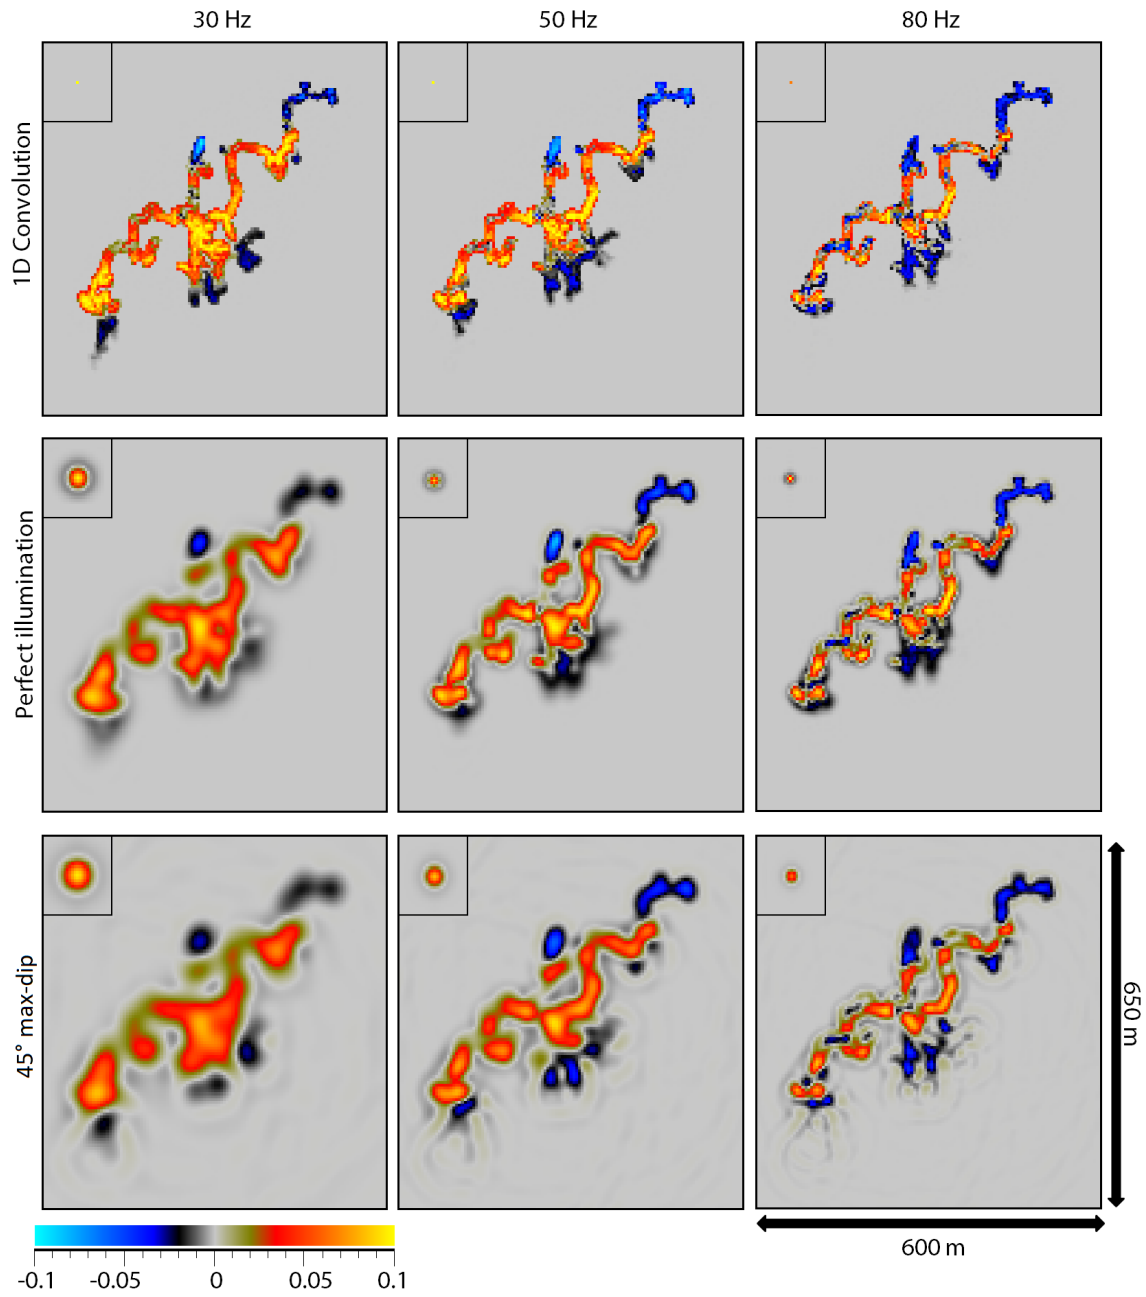 30 Hz
50 Hz
80 Hz
1D Convolution
Perfect illumination
45° max-dip
650 m
600 m
-0.1
-0.05
0
0.05
0.1